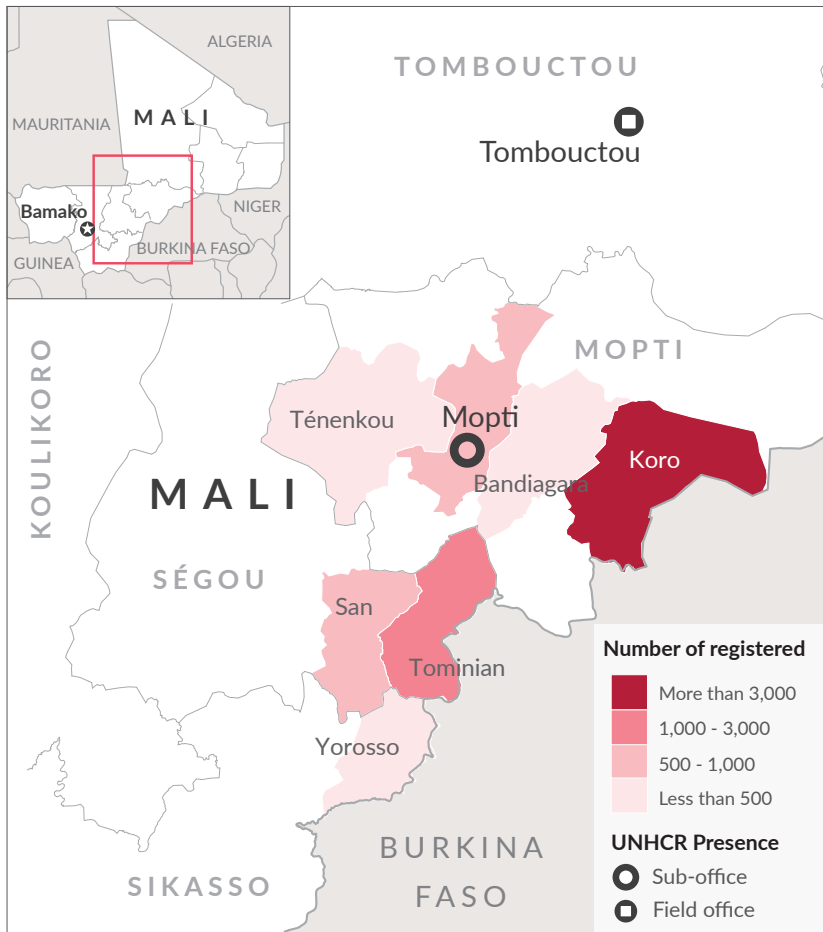 ALGERIA
MAURITANIA
MALI
Bamako
NIGER
BURKINA FASO
GUINEA
TOMBOUCTOU
Tombouctou
KOULIKORO
MOPTI
Ténenkou
Mopti
Koro
Bandiagara
MALI
SÉGOU
San
Tominian
Yorosso
BURKINA
FASO
SIKASSO
Number of registered
More than 3,000
1,000 - 3,000
500 - 1,000
Less than 500
UNHCR Presence
Sub-office
Field office